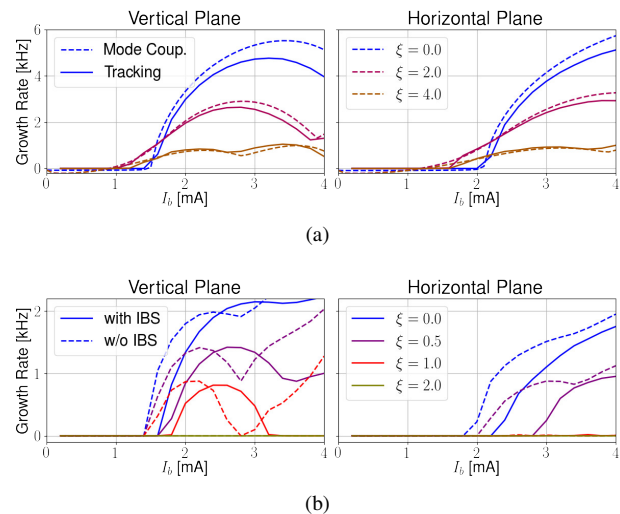 Vertical Plane
Horizontal Plane
Growth Rate [kHz]
6
4
2
0
Mode Coup.
Tracking
ξ = 0.0
ξ = 2.0
ξ = 4.0
0 1 2 3 4
I_b [mA]
0 1 2 3 4
I_b [mA]
(a)
Vertical Plane
Horizontal Plane
Growth Rate [kHz]
2
1
0
with IBS
w/o IBS
ξ = 0.0
ξ = 0.5
ξ = 1.0
ξ = 2.0
0 1 2 3 4
I_b [mA]
0 1 2 3 4
I_b [mA]
(b)